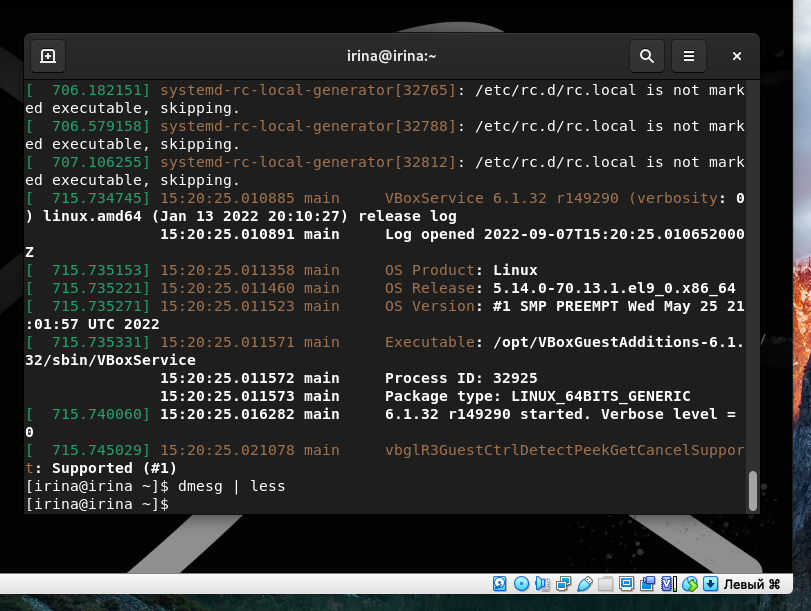 irina@irina:~
[  706.182151] systemd-rc-local-generator[32765]: /etc/rc.d/rc.local is not mark
ed executable, skipping.
[  706.579158] systemd-rc-local-generator[32788]: /etc/rc.d/rc.local is not mark
ed executable, skipping.
[  707.106255] systemd-rc-local-generator[32812]: /etc/rc.d/rc.local is not mark
ed executable, skipping.
[  715.734745] 15:20:25.010885 main     VBoxService 6.1.32 r149290 (verbosity: 0
) linux.amd64 (Jan 13 2022 20:10:27) release log
               15:20:25.010891 main     Log opened 2022-09-07T15:20:25.010652000
Z
[  715.735153] 15:20:25.011358 main     OS Product: Linux
[  715.735221] 15:20:25.011460 main     OS Release: 5.14.0-70.13.1.el9_0.x86_64
[  715.735271] 15:20:25.011523 main     OS Version: #1 SMP PREEMPT Wed May 25 21
:01:57 UTC 2022
[  715.735331] 15:20:25.011571 main     Executable: /opt/VBoxGuestAdditions-6.1.
32/sbin/VBoxService
               15:20:25.011572 main     Process ID: 32925
               15:20:25.011573 main     Package type: LINUX_64BITS_GENERIC
[  715.740060] 15:20:25.016282 main     6.1.32 r149290 started. Verbose level =
0
[  715.745029] 15:20:25.021078 main     vbglR3GuestCtrlDetectPeekGetCancelSuppor
t: Supported (#1)
[irina@irina ~]$ dmesg | less
[irina@irina ~]$
Левый ⌘